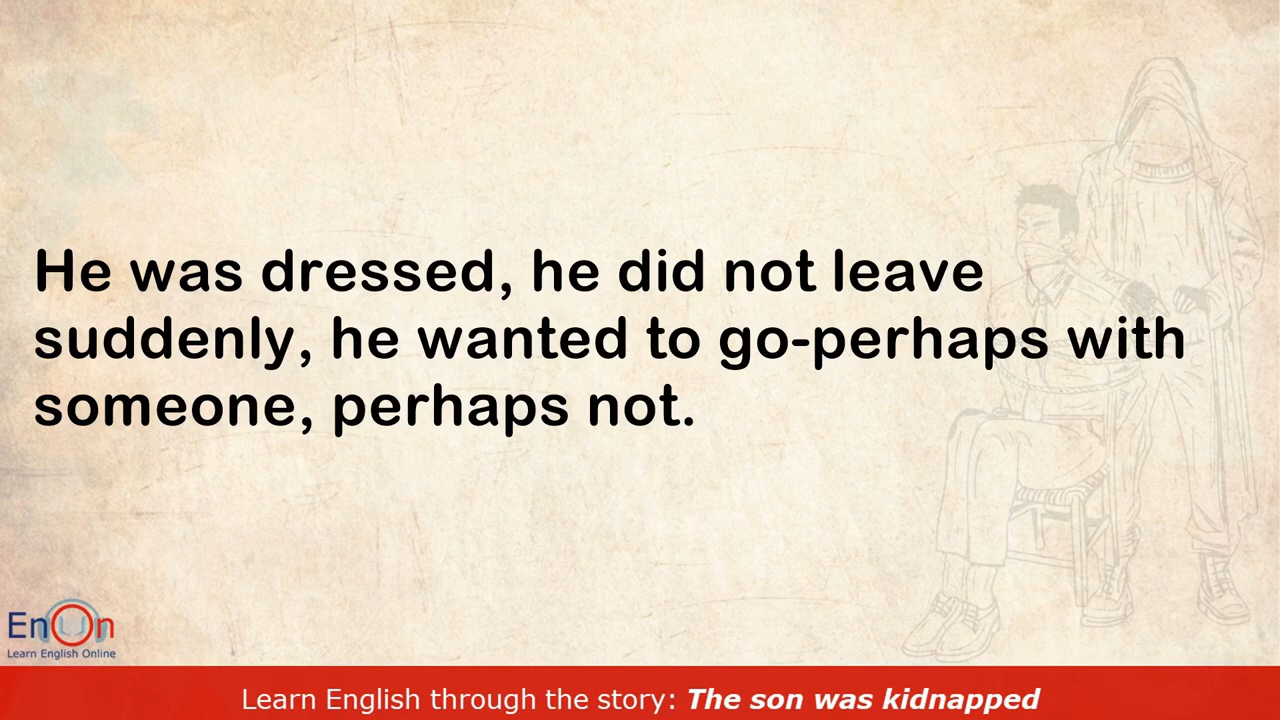 He was dressed, he did not leave
suddenly, he wanted to go-perhaps with
someone, perhaps not.
EnOn
Learn English Online
Learn English through the story: The son was kidnapped